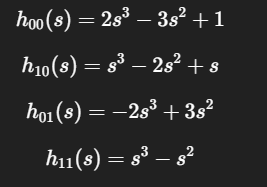 h₀₀(s) = 2s³ − 3s² + 1
h₁₀(s) = s³ − 2s² + s
h₀₁(s) = −2s³ + 3s²
h₁₁(s) = s³ − s²